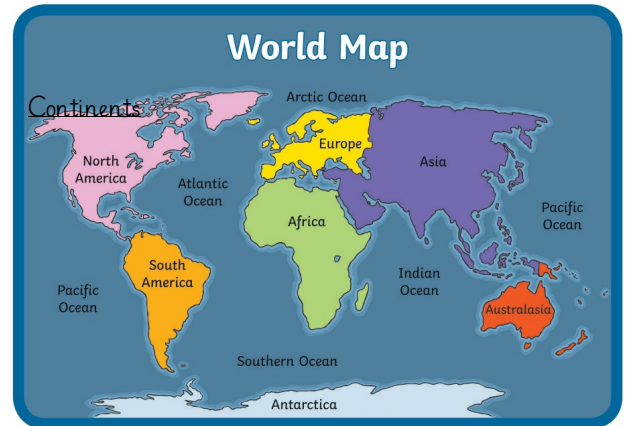 World Map
Continents
Arctic Ocean
Europe
North
America
Asia
Atlantic
Ocean
Pacific
Ocean
Africa
South
America
Indian
Ocean
Pacific
Ocean
Australasia
Southern Ocean
Antarctica